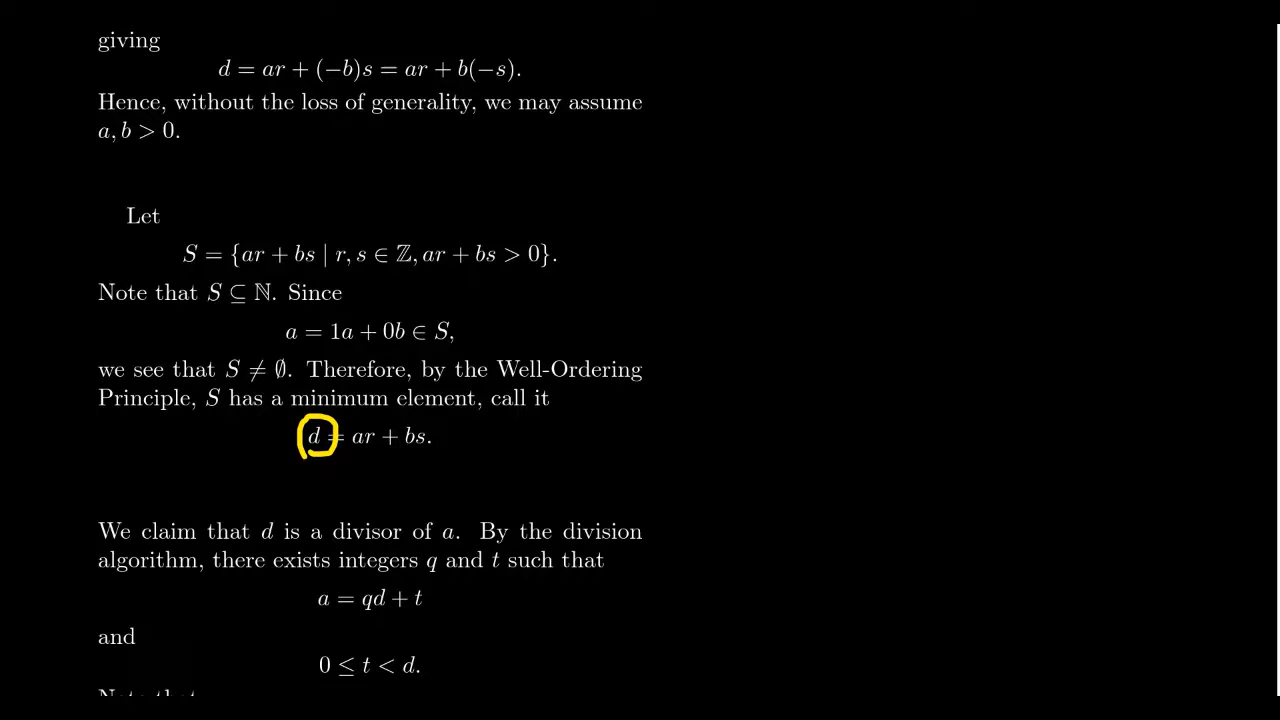 giving
d = ar + (−b)s = ar + b(−s).
Hence, without the loss of generality, we may assume
a, b > 0.
Let
S = {ar + bs | r, s ∈ ℤ, ar + bs > 0}.
Note that S ⊆ ℕ. Since
a = 1a + 0b ∈ S,
we see that S ≠ ∅. Therefore, by the Well-Ordering
Principle, S has a minimum element, call it
d = ar + bs.
We claim that d is a divisor of a. By the division
algorithm, there exists integers q and t such that
a = qd + t
and
0 ≤ t < d.
Note that